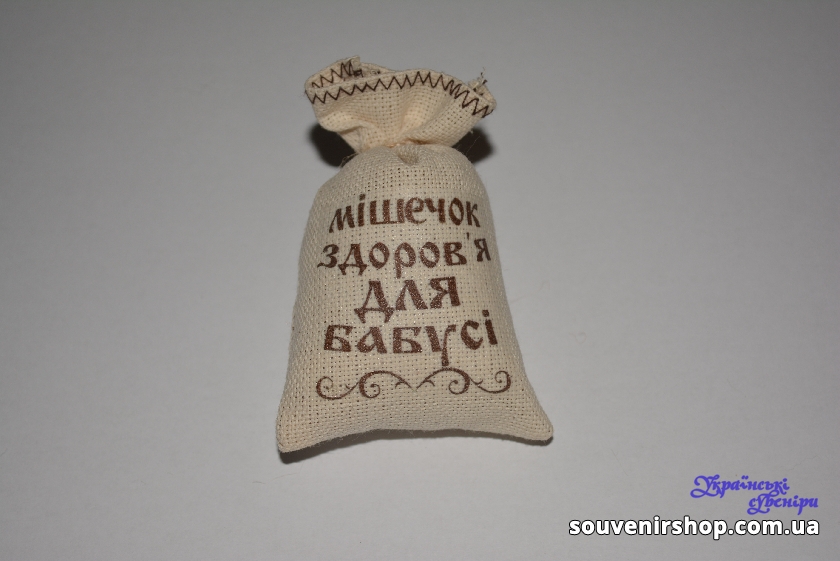 мішечок
здоров'я
для
бабусі
Українські
сувеніри
souvenirshop.com.ua